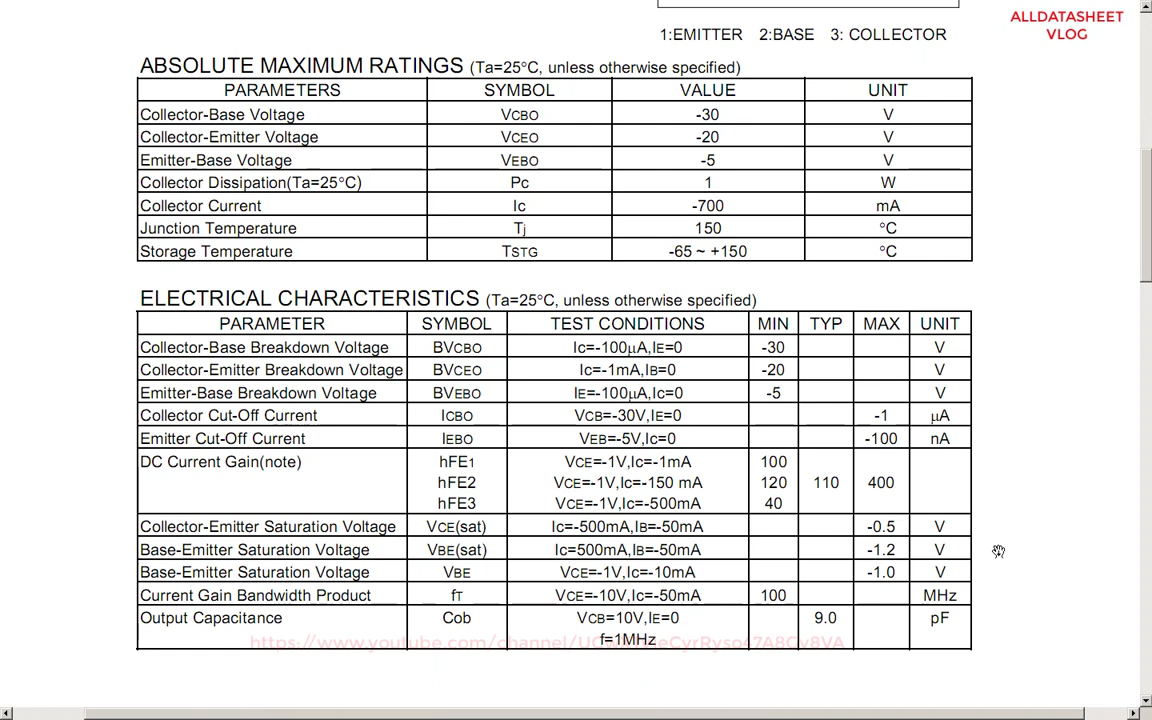 ALLDATASHEET
VLOG
1:EMITTER 2:BASE 3: COLLECTOR
ABSOLUTE MAXIMUM RATINGS (Ta=25°C, unless otherwise specified)
PARAMETERS SYMBOL VALUE UNIT
Collector-Base Voltage VCBO -30 V
Collector-Emitter Voltage VCEO -20 V
Emitter-Base Voltage VEBO -5 V
Collector Dissipation(Ta=25°C) Pc 1 W
Collector Current Ic -700 mA
Junction Temperature Tj 150 °C
Storage Temperature TSTG -65 ~ +150 °C
ELECTRICAL CHARACTERISTICS (Ta=25°C, unless otherwise specified)
PARAMETER SYMBOL TEST CONDITIONS MIN TYP MAX UNIT
Collector-Base Breakdown Voltage BVCBO Ic=-100μA,IE=0 -30 V
Collector-Emitter Breakdown Voltage BVCEO Ic=-1mA,IB=0 -20 V
Emitter-Base Breakdown Voltage BVEBO IE=-100μA,Ic=0 -5 V
Collector Cut-Off Current ICBO VCB=-30V,IE=0 -1 μA
Emitter Cut-Off Current IEBO VEB=-5V,Ic=0 -100 nA
DC Current Gain(note) hFE1 VCE=-1V,Ic=-1mA 100
hFE2 VCE=-1V,Ic=-150 mA 120 110 400
hFE3 VCE=-1V,Ic=-500mA 40
Collector-Emitter Saturation Voltage VCE(sat) Ic=-500mA,IB=-50mA -0.5 V
Base-Emitter Saturation Voltage VBE(sat) Ic=500mA,IB=-50mA -1.2 V
Base-Emitter Saturation Voltage VBE VCE=-1V,Ic=-10mA -1.0 V
Current Gain Bandwidth Product fT VCE=-10V,Ic=-50mA 100 MHz
Output Capacitance Cob VCB=10V,IE=0 9.0 pF
f=1MHz